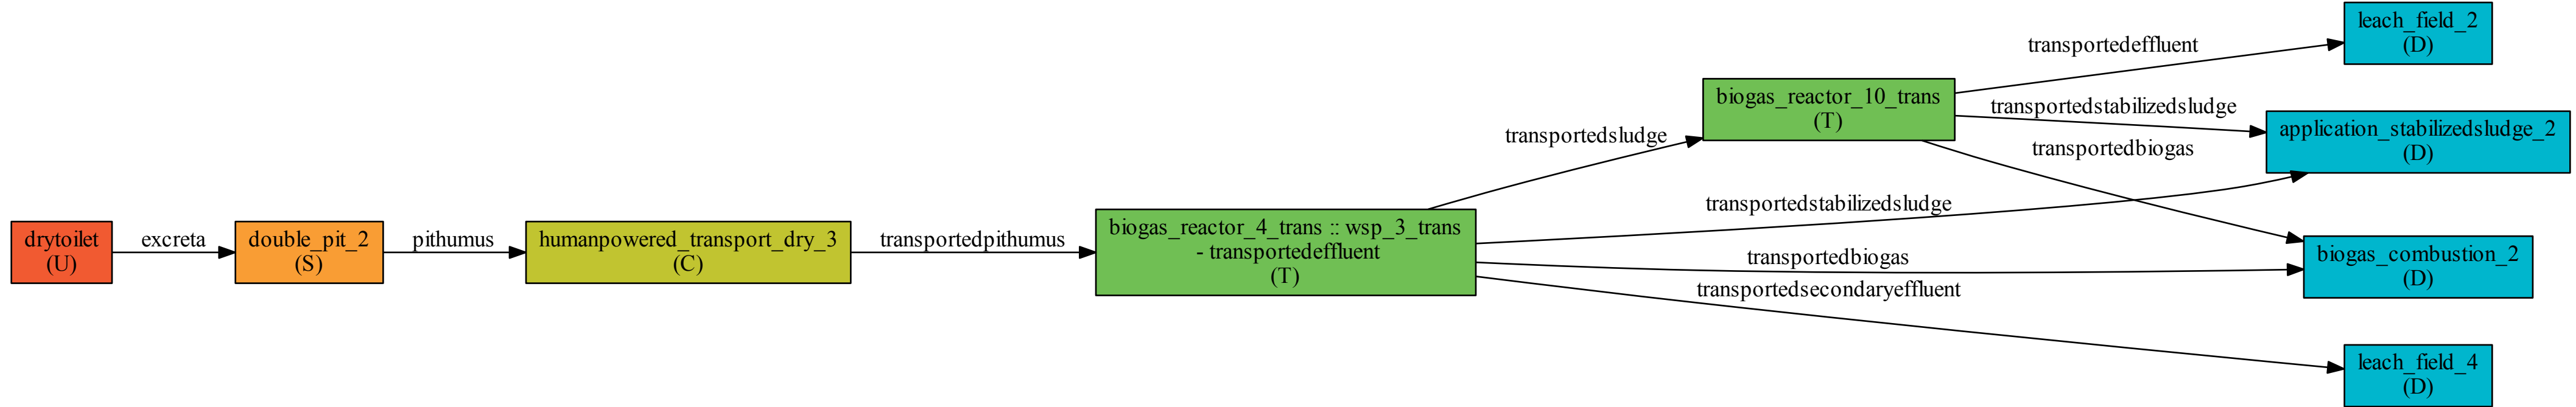 drytoilet
(U)
excreta
double_pit_2
(S)
pithumus
humanpowered_transport_dry_3
(C)
transportedpithumus
biogas_reactor_4_trans :: wsp_3_trans
- transportedeffluent
(T)
transportedsludge
biogas_reactor_10_trans
(T)
transportedeffluent
transportedstabilizedsludge
transportedbiogas
transportedstabilizedsludge
transportedbiogas
transportedsecondaryeffluent
leach_field_2
(D)
application_stabilizedsludge_2
(D)
biogas_combustion_2
(D)
leach_field_4
(D)